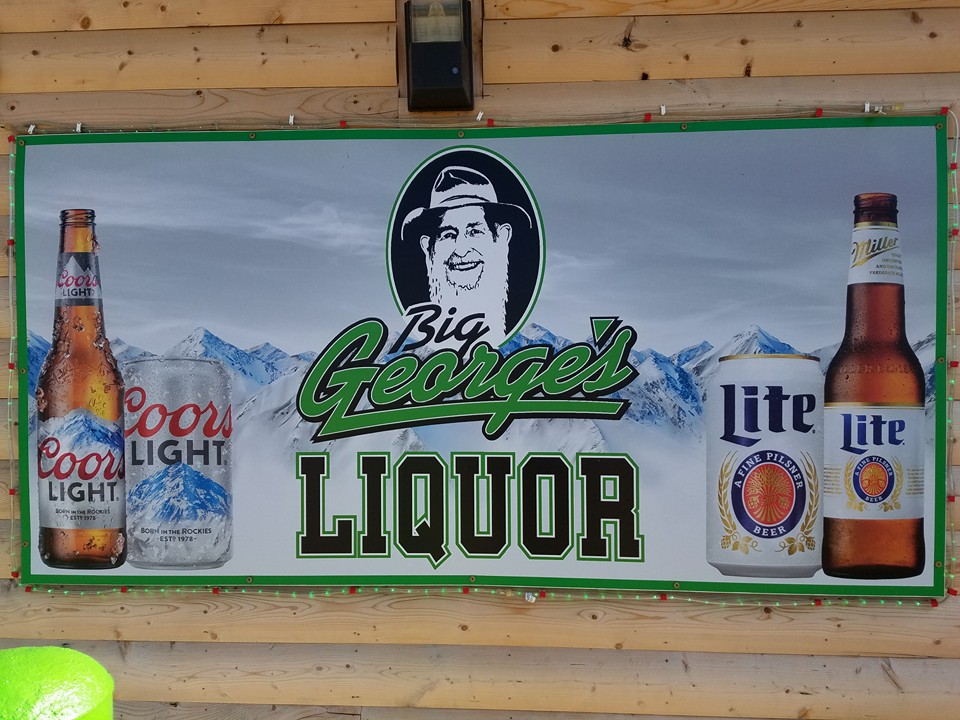 Big
George's
LIQUOR
Coors
LIGHT
Coors
LIGHT
BORN IN THE ROCKIES
EST? 1978
Coors
LIGHT
BORN IN THE ROCKIES
EST? 1978
Lite
A FINE PILSNER
BEER
Miller
Lite
A FINE PILSNER
BEER